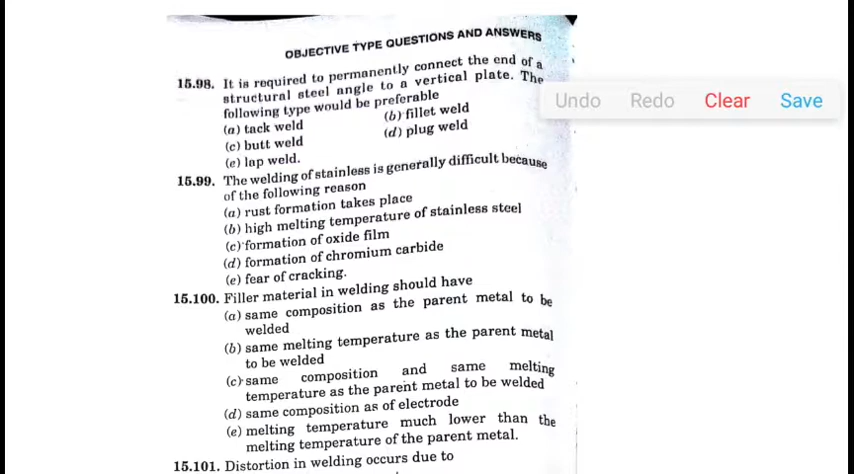 OBJECTIVE TYPE QUESTIONS AND ANSWERS
15.98. It is required to permanently connect the end of a
structural steel angle to a vertical plate. The
following type would be preferable
(a) tack weld (b) fillet weld
(c) butt weld (d) plug weld
(e) lap weld.
Undo Redo Clear Save
15.99. The welding of stainless is generally difficult because
of the following reason
(a) rust formation takes place
(b) high melting temperature of stainless steel
(c) formation of oxide film
(d) formation of chromium carbide
(e) fear of cracking.
15.100. Filler material in welding should have
(a) same composition as the parent metal to be
welded
(b) same melting temperature as the parent metal
to be welded
(c) same composition and same melting
temperature as the parent metal to be welded
(d) same composition as of electrode
(e) melting temperature much lower than the
melting temperature of the parent metal.
15.101. Distortion in welding occurs due to